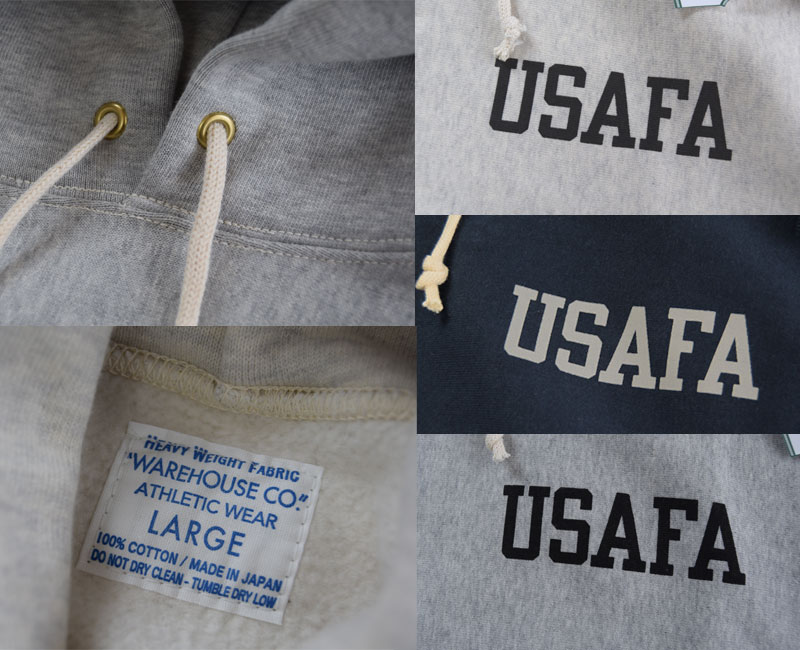 USAFA
USAFA
HEAVY WEIGHT FABRIC
"WAREHOUSE CO."
ATHLETIC WEAR
LARGE
100% COTTON / MADE IN JAPAN
DO NOT DRY CLEAN - TUMBLE DRY LOW
USAFA